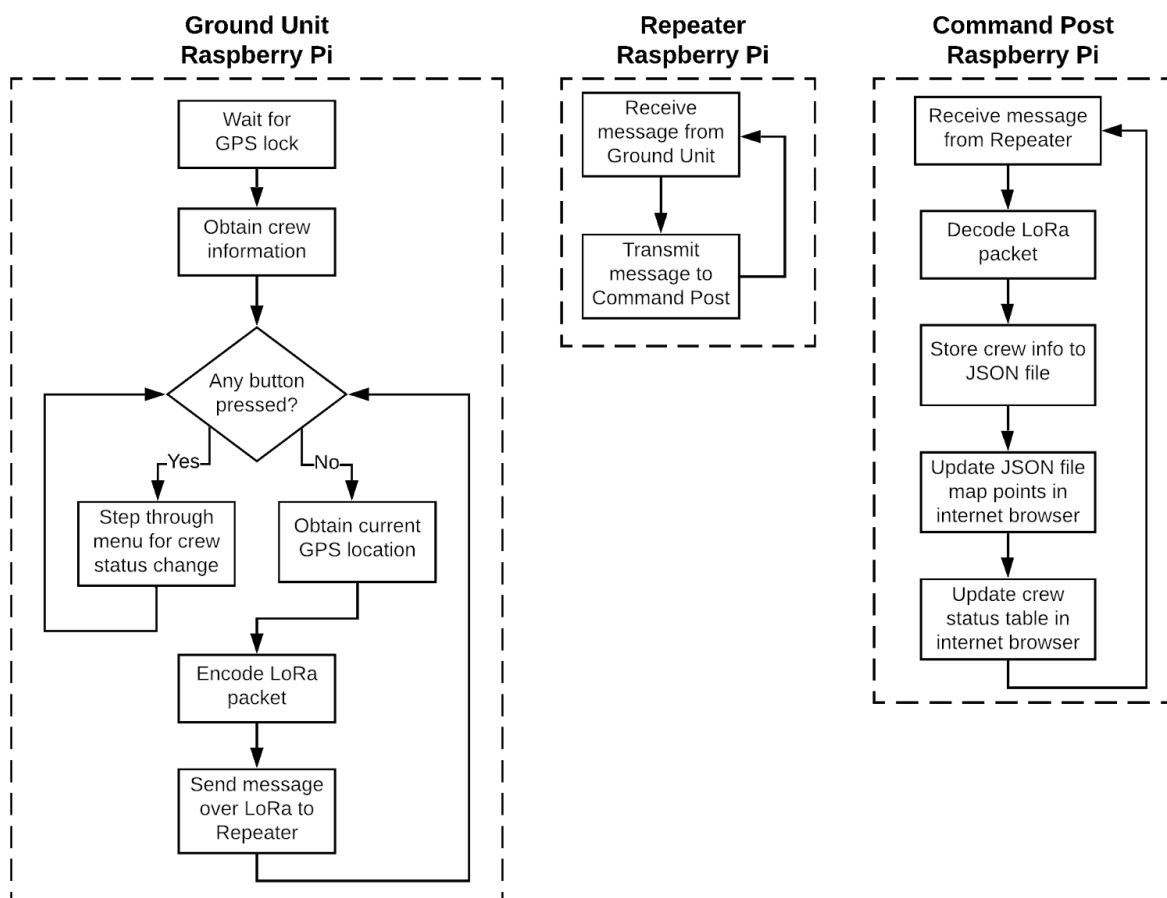 Ground Unit
Raspberry Pi
Wait for
GPS lock
Obtain crew
information
Any button
pressed?
Yes
No
Step through
menu for crew
status change
Obtain current
GPS location
Encode LoRa
packet
Send message
over LoRa to
Repeater
Repeater
Raspberry Pi
Receive
message from
Ground Unit
Transmit
message to
Command Post
Command Post
Raspberry Pi
Receive message
from Repeater
Decode LoRa
packet
Store crew info to
JSON file
Update JSON file
map points in
internet browser
Update crew
status table in
internet browser